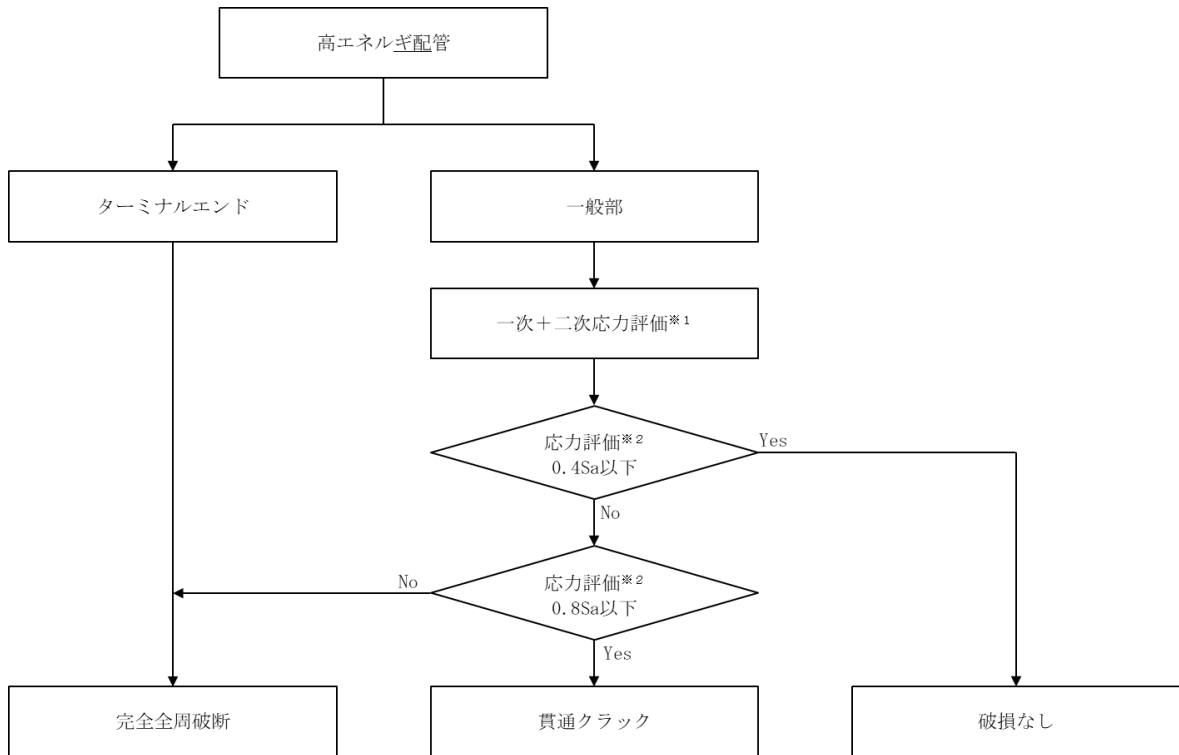 高エネルギ配管
ターミナルエンド
一般部
一次＋二次応力評価※1
応力評価※2
0.4Sa以下
Yes
No
応力評価※2
0.8Sa以下
No
Yes
完全全周破断
貫通クラック
破損なし